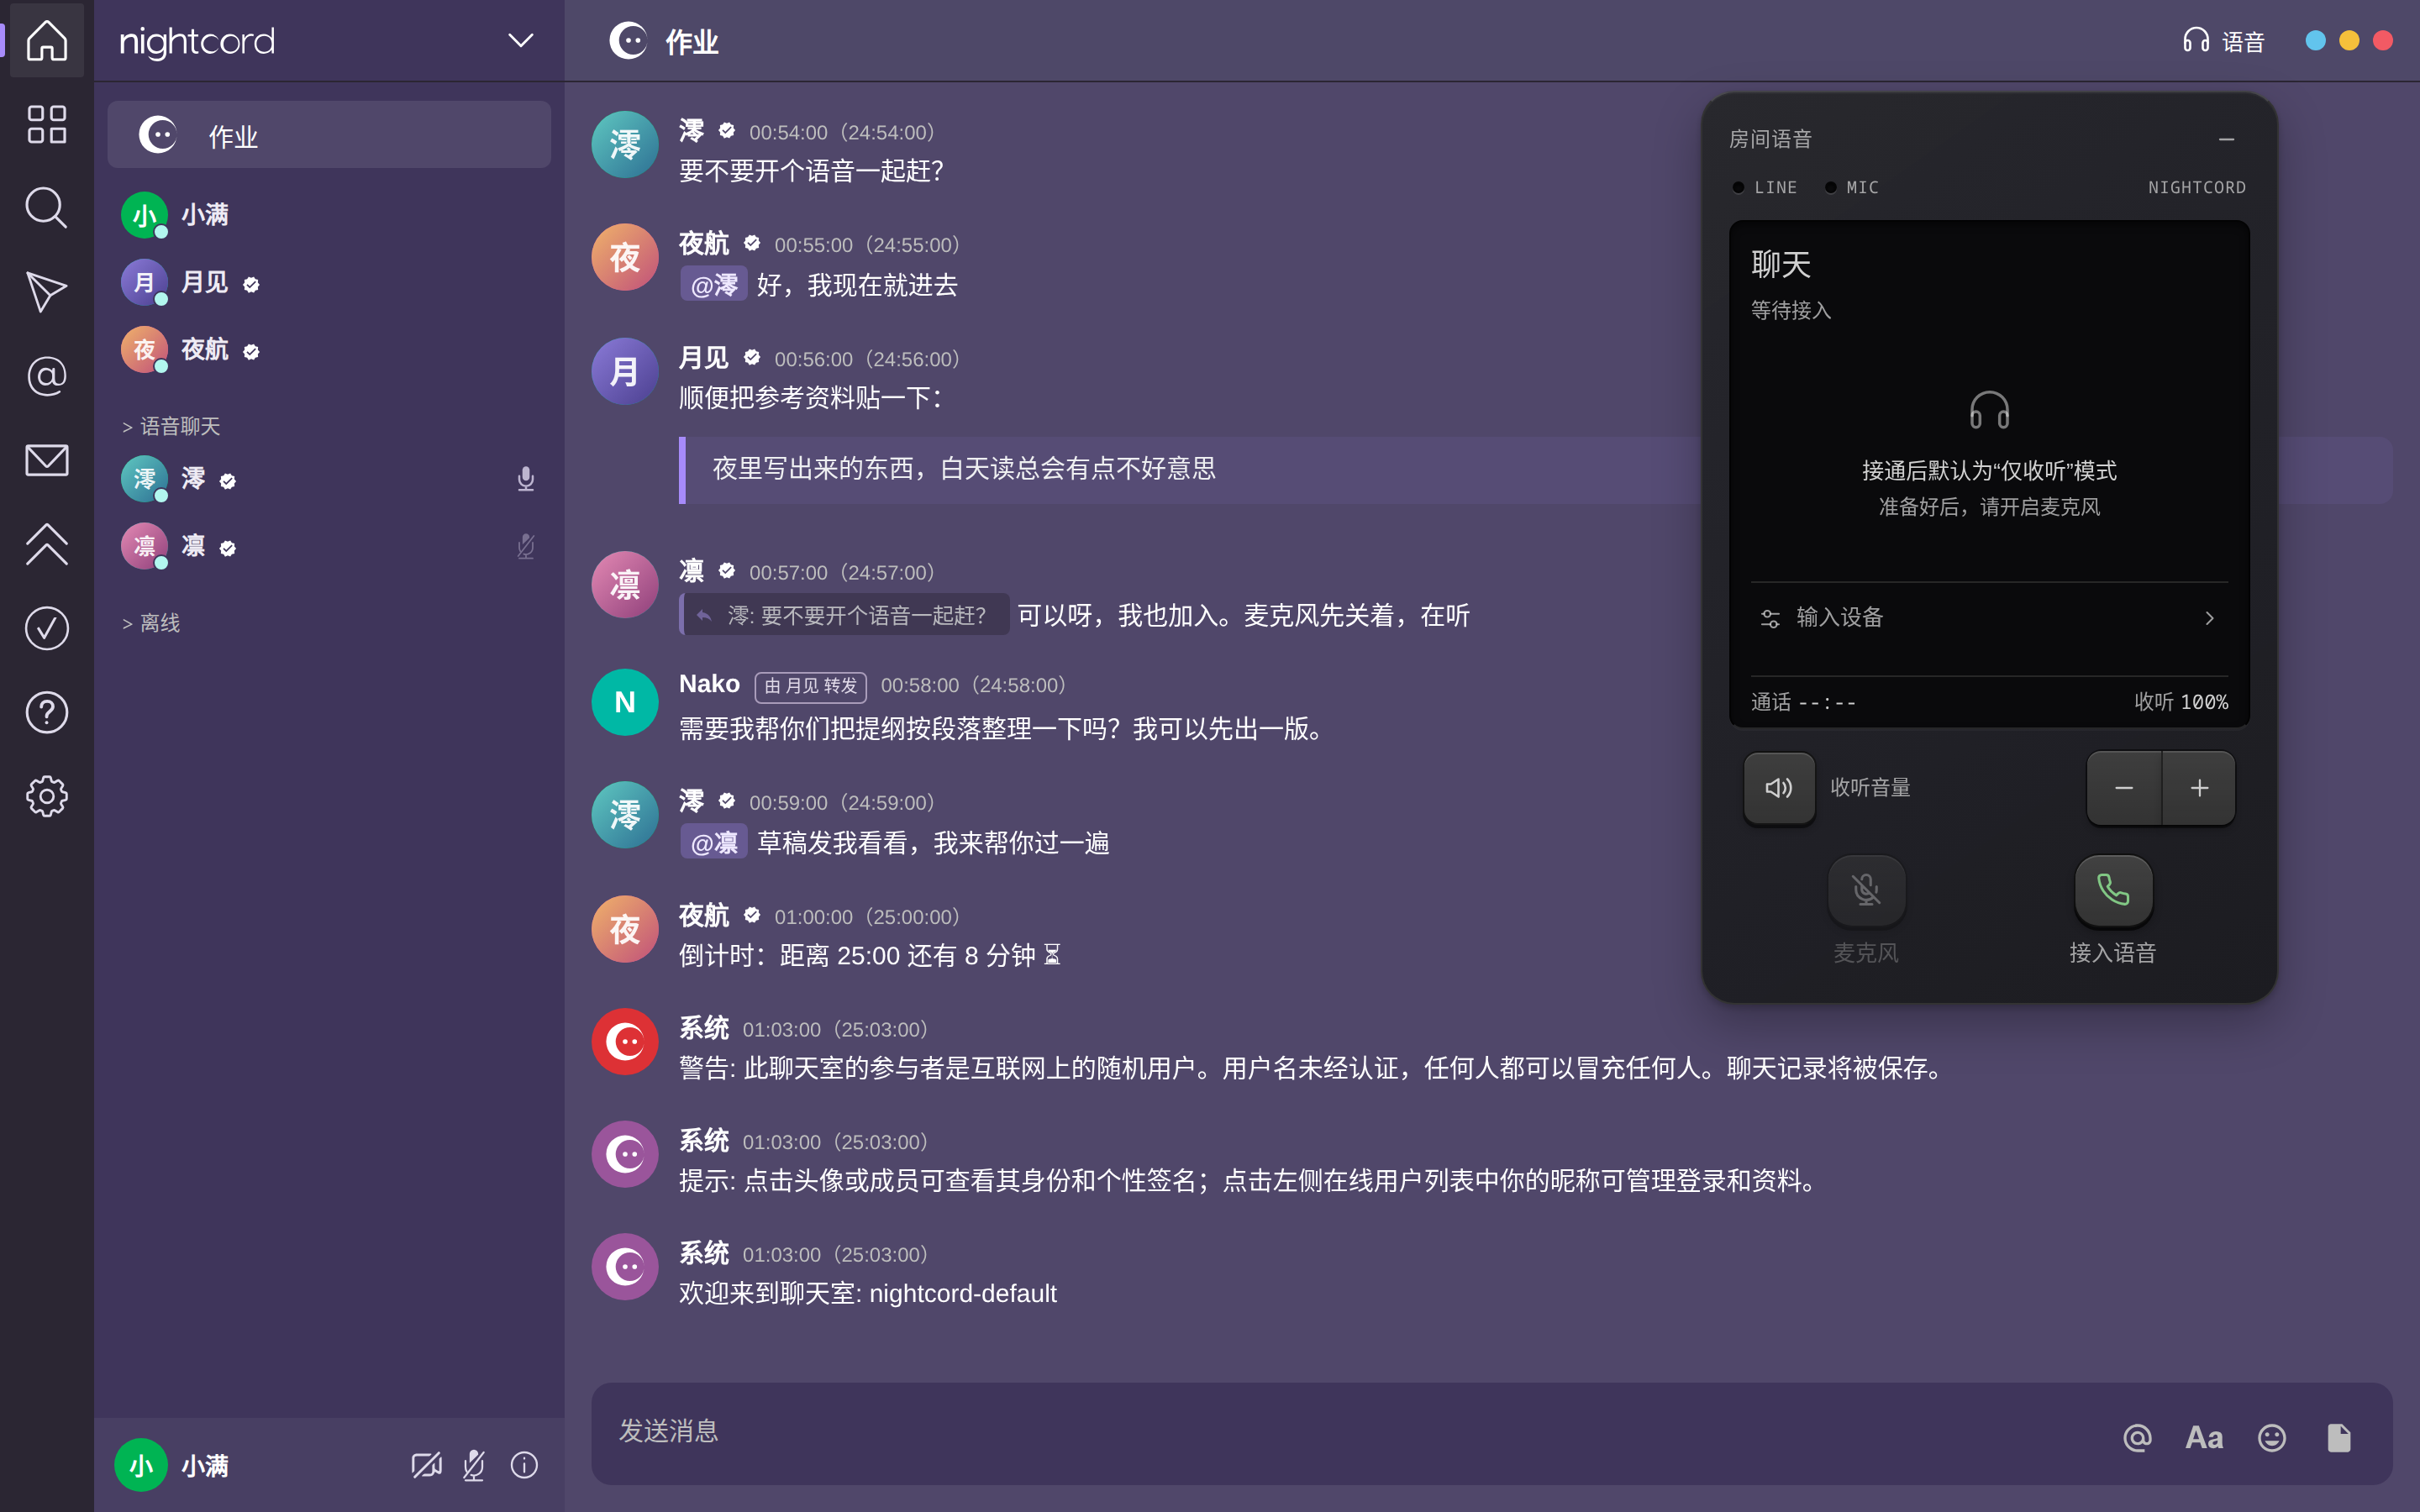 nightcord
作业
小 小满
月 月见
夜 夜航
> 语音聊天
澪 澪
凛 凛
> 离线
小 小满
作业
语音
澪 澪 00:54:00（24:54:00）
要不要开个语音一起赶？
夜 夜航 00:55:00（24:55:00）
@澪 好，我现在就进去
月 月见 00:56:00（24:56:00）
顺便把参考资料贴一下：
夜里写出来的东西，白天读总会有点不好意思
凛 凛 00:57:00（24:57:00）
澪: 要不要开个语音一起赶？ 可以呀，我也加入。麦克风先关着，在听
N Nako 由 月见 转发 00:58:00（24:58:00）
需要我帮你们把提纲按段落整理一下吗？我可以先出一版。
澪 澪 00:59:00（24:59:00）
@凛 草稿发我看看，我来帮你过一遍
夜 夜航 01:00:00（25:00:00）
倒计时：距离 25:00 还有 8 分钟 ⏳
系统 01:03:00（25:03:00）
警告: 此聊天室的参与者是互联网上的随机用户。用户名未经认证，任何人都可以冒充任何人。聊天记录将被保存。
系统 01:03:00（25:03:00）
提示: 点击头像或成员可查看其身份和个性签名；点击左侧在线用户列表中你的昵称可管理登录和资料。
系统 01:03:00（25:03:00）
欢迎来到聊天室: nightcord-default
发送消息
Aa
房间语音
LINE MIC NIGHTCORD
聊天
等待接入
接通后默认为“仅收听”模式
准备好后，请开启麦克风
输入设备
通话 --:-- 收听 100%
收听音量
麦克风 接入语音